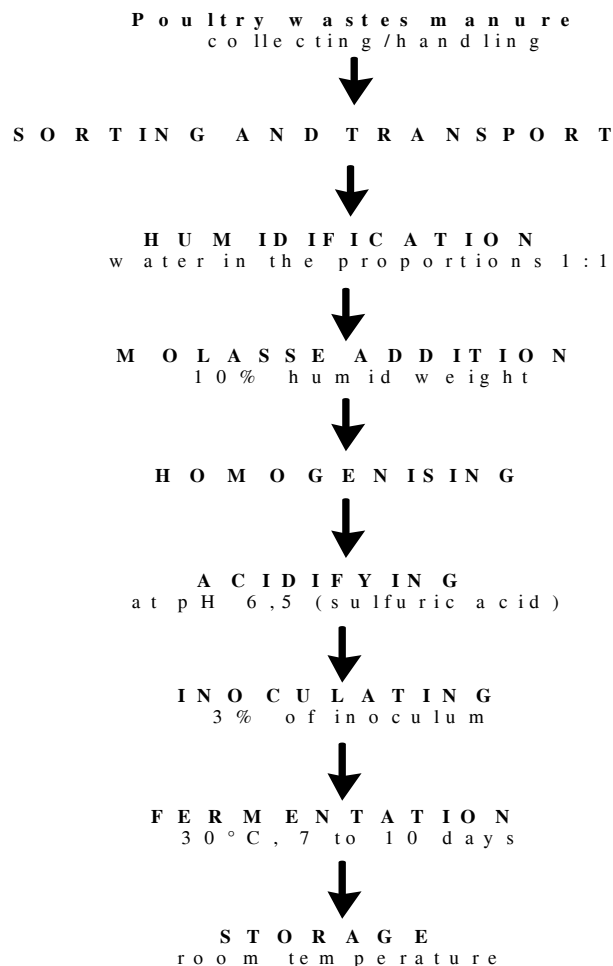 Poultry wastes manure
collecting/handling
SORTING AND TRANSPORT
HUMIDIFICATION
water in the proportions 1:1
MOLASSE ADDITION
10% humid weight
HOMOGENISING
ACIDIFYING
at pH 6,5 (sulfuric acid)
INOCULATING
3% of inoculum
FERMENTATION
30°C, 7 to 10 days
STORAGE
room temperature